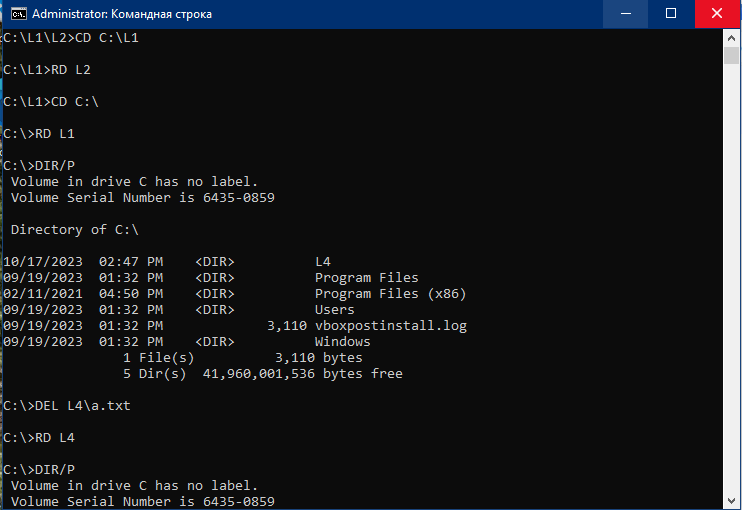 Administrator: Командная строка
C:\L1\L2>CD C:\L1
C:\L1>RD L2
C:\L1>CD C:\
C:\>RD L1
C:\>DIR/P
 Volume in drive C has no label.
 Volume Serial Number is 6435-0859
 Directory of C:\
10/17/2023  02:47 PM    <DIR>          L4
09/19/2023  01:32 PM    <DIR>          Program Files
02/11/2021  04:50 PM    <DIR>          Program Files (x86)
09/19/2023  01:32 PM    <DIR>          Users
09/19/2023  01:32 PM             3,110 vboxpostinstall.log
09/19/2023  01:32 PM    <DIR>          Windows
               1 File(s)          3,110 bytes
               5 Dir(s)  41,960,001,536 bytes free
C:\>DEL L4\a.txt
C:\>RD L4
C:\>DIR/P
 Volume in drive C has no label.
 Volume Serial Number is 6435-0859